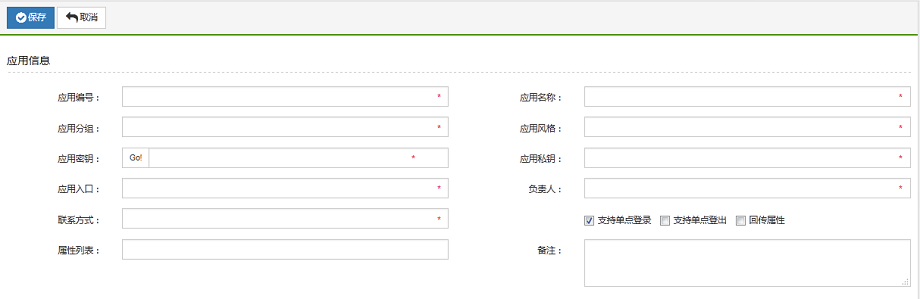 保存 取消
应用信息
应用编号： * 应用名称： *
应用分组： * 应用风格： *
应用密钥： Go! * 应用私钥： *
应用入口： * 负责人： *
联系方式： * 支持单点登录 支持单点登出 回传属性
属性列表： 备注：